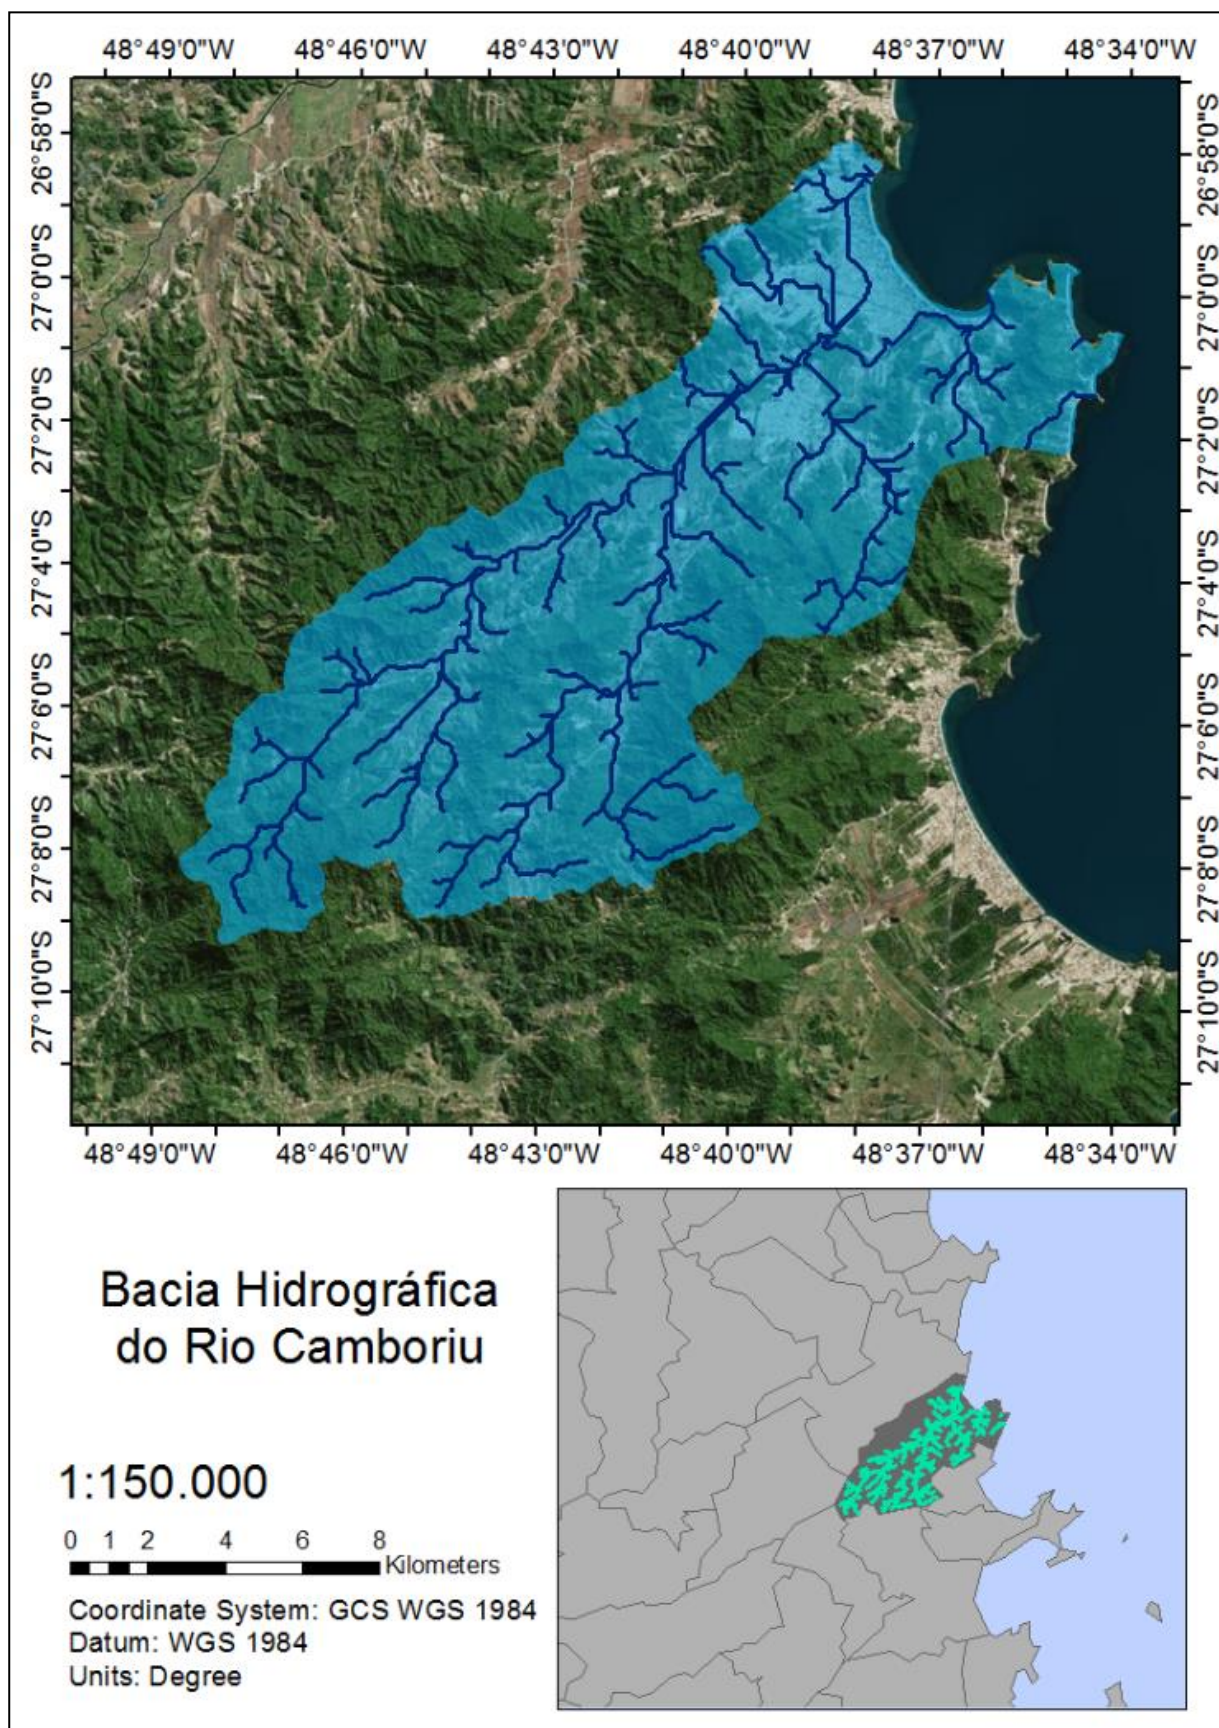 48°49'0"W 48°46'0"W 48°43'0"W 48°40'0"W 48°37'0"W 48°34'0"W
26°58'0"S
27°0'0"S
27°2'0"S
27°4'0"S
27°6'0"S
27°8'0"S
27°10'0"S
26°58'0"S
27°0'0"S
27°2'0"S
27°4'0"S
27°6'0"S
27°8'0"S
27°10'0"S
48°49'0"W 48°46'0"W 48°43'0"W 48°40'0"W 48°37'0"W 48°34'0"W
Bacia Hidrográfica
do Rio Camboriu
1:150.000
0 1 2 4 6 8
Kilometers
Coordinate System: GCS WGS 1984
Datum: WGS 1984
Units: Degree